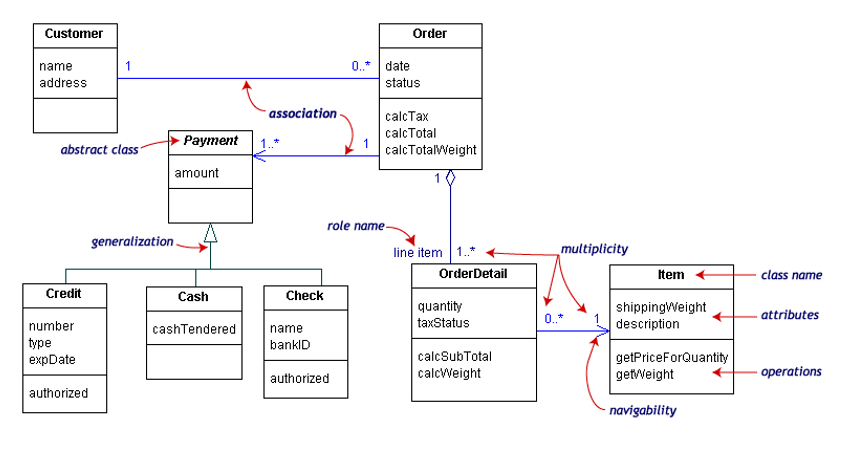 Customer
name
address
1
0..*
Order
date
status
calcTax
calcTotal
calcTotalWeight
association
abstract class
Payment
amount
1..*
1
generalization
1
role name
line item
1..*
multiplicity
Credit
number
type
expDate
authorized
Cash
cashTendered
Check
name
bankID
authorized
OrderDetail
quantity
taxStatus
calcSubTotal
calcWeight
0..*
1
Item
shippingWeight
description
getPriceForQuantity
getWeight
class name
attributes
operations
navigability